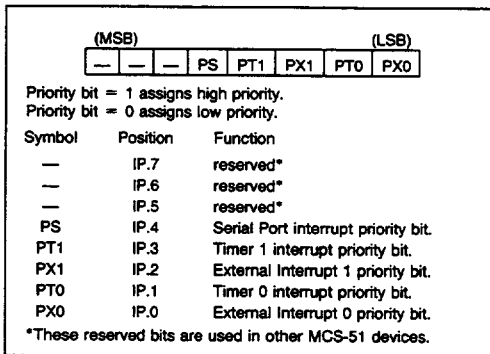 (MSB) (LSB)
— — — PS PT1 PX1 PT0 PX0
Priority bit = 1 assigns high priority.
Priority bit = 0 assigns low priority.
Symbol Position Function
— IP.7 reserved*
— IP.6 reserved*
— IP.5 reserved*
PS IP.4 Serial Port interrupt priority bit.
PT1 IP.3 Timer 1 interrupt priority bit.
PX1 IP.2 External Interrupt 1 priority bit.
PT0 IP.1 Timer 0 interrupt priority bit.
PX0 IP.0 External Interrupt 0 priority bit.
*These reserved bits are used in other MCS-51 devices.